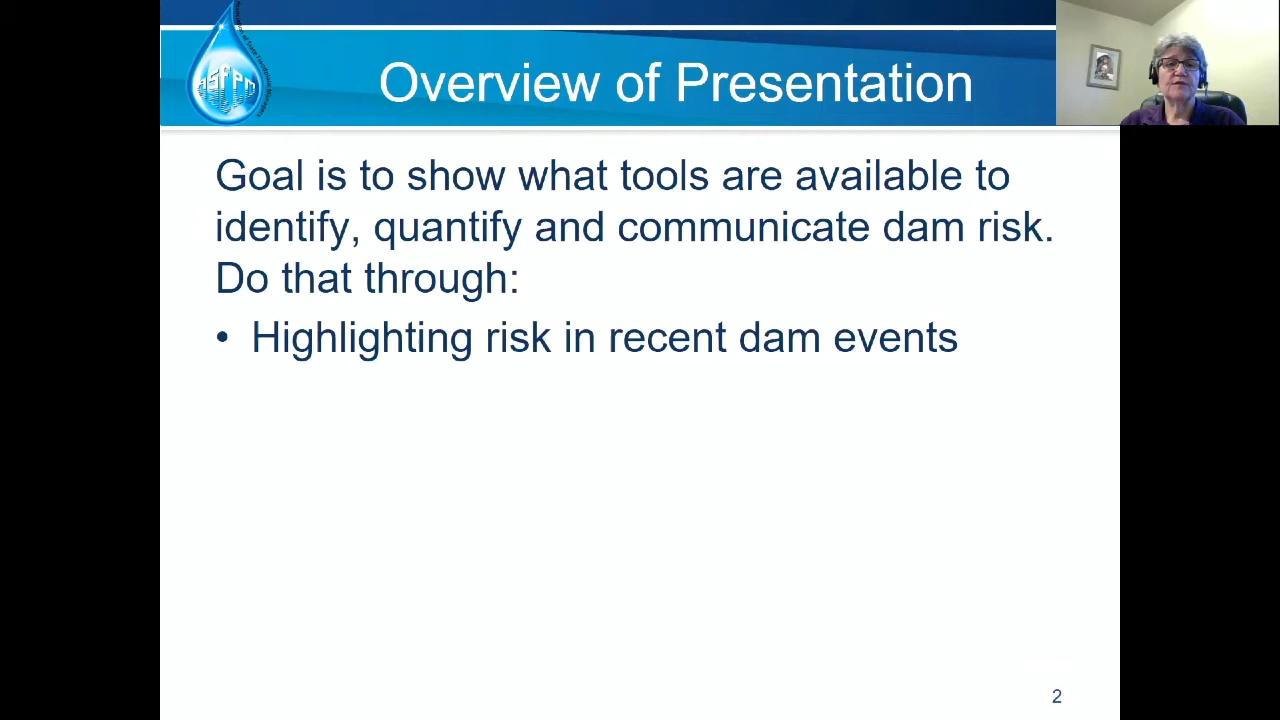 ASFPM
Overview of Presentation
Goal is to show what tools are available to
identify, quantify and communicate dam risk.
Do that through:
• Highlighting risk in recent dam events
2